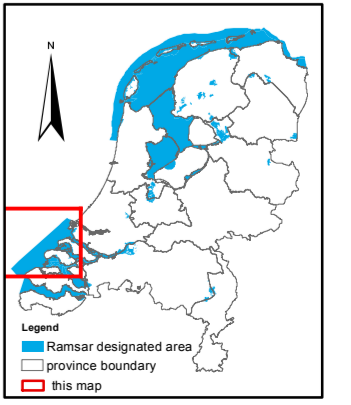 N
Legend
Ramsar designated area
province boundary
this map